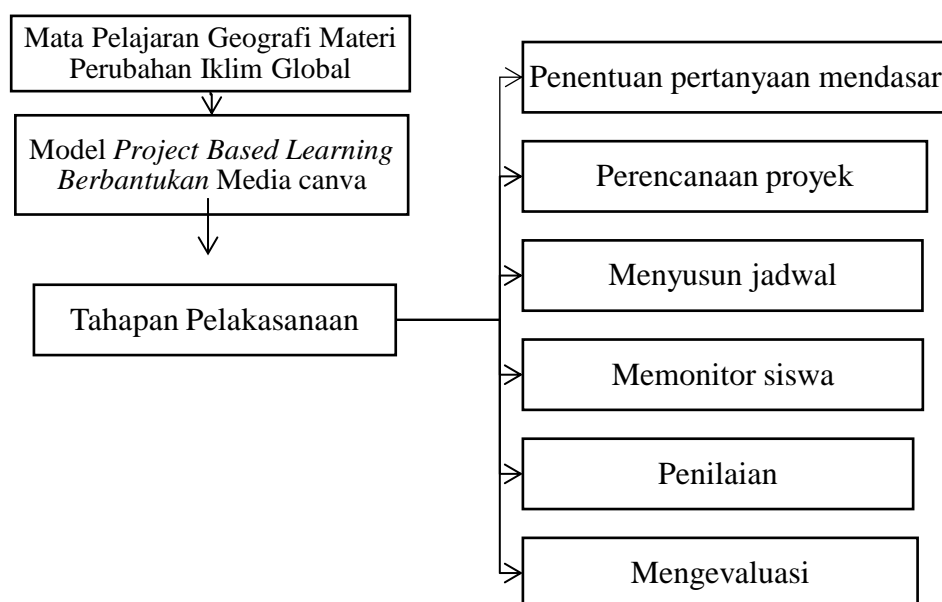 Mata Pelajaran Geografi Materi
Perubahan Iklim Global
Model Project Based Learning
Berbantukan Media canva
Tahapan Pelakasanaan
Penentuan pertanyaan mendasar
Perencanaan proyek
Menyusun jadwal
Memonitor siswa
Penilaian
Mengevaluasi